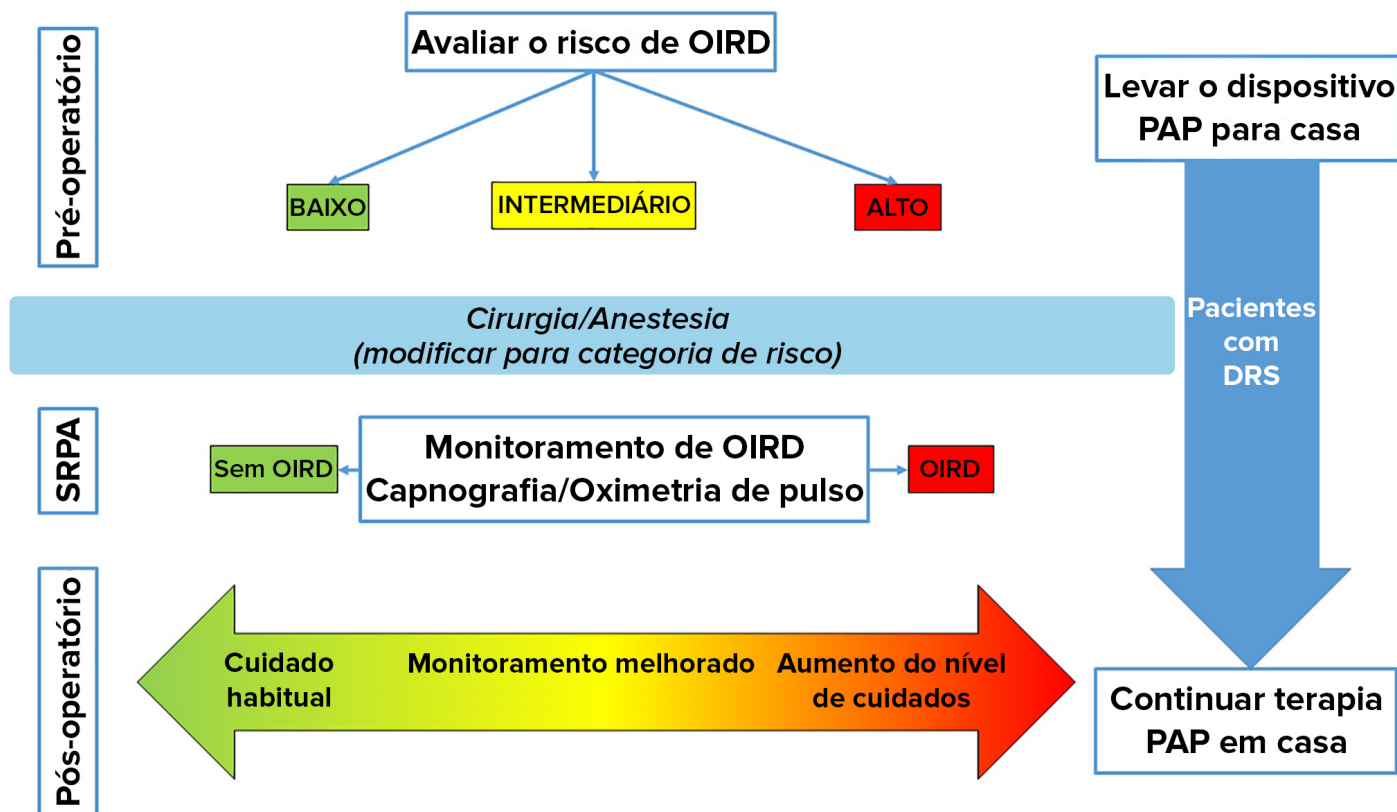 Pré-operatório
Avaliar o risco de OIRD
BAIXO
INTERMEDIÁRIO
ALTO
Levar o dispositivo
PAP para casa
Cirurgia/Anestesia
(modificar para categoria de risco)
Pacientes
com
DRS
SRPA
Sem OIRD
Monitoramento de OIRD
Capnografia/Oximetria de pulso
OIRD
Pós-operatório
Cuidado
habitual
Monitoramento melhorado
Aumento do nível
de cuidados
Continuar terapia
PAP em casa